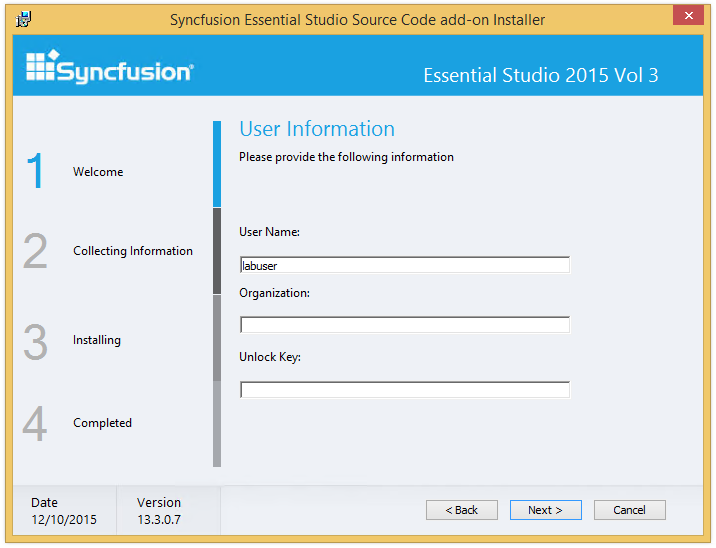 Syncfusion Essential Studio Source Code add-on Installer
Syncfusion®
Essential Studio 2015 Vol 3
User Information
Please provide the following information
1 Welcome
2 Collecting Information
3 Installing
4 Completed
User Name:
labuser
Organization:
Unlock Key:
Date
12/10/2015
Version
13.3.0.7
< Back
Next >
Cancel